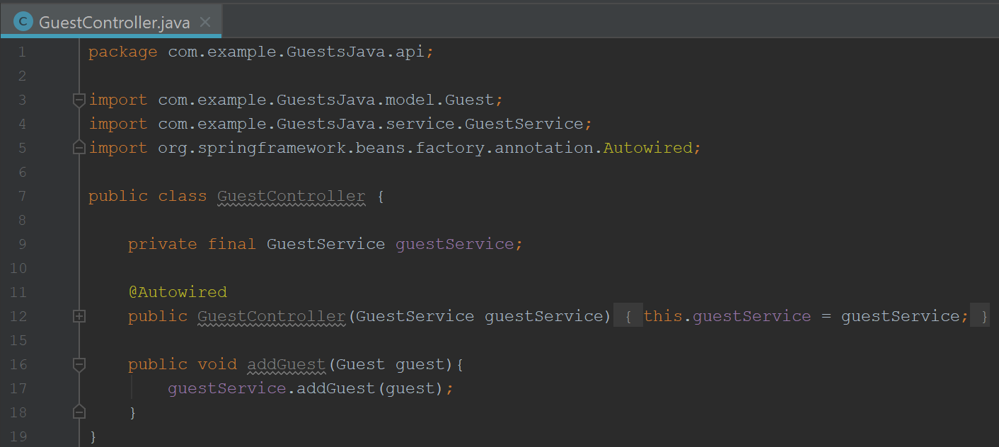 C GuestController.java ×
1 package com.example.GuestsJava.api;
2
3 import com.example.GuestsJava.model.Guest;
4 import com.example.GuestsJava.service.GuestService;
5 import org.springframework.beans.factory.annotation.Autowired;
6
7 public class GuestController {
8
9     private final GuestService guestService;
10
11     @Autowired
12     public GuestController(GuestService guestService) { this.guestService = guestService; }
15
16     public void addGuest(Guest guest){
17         guestService.addGuest(guest);
18     }
19 }